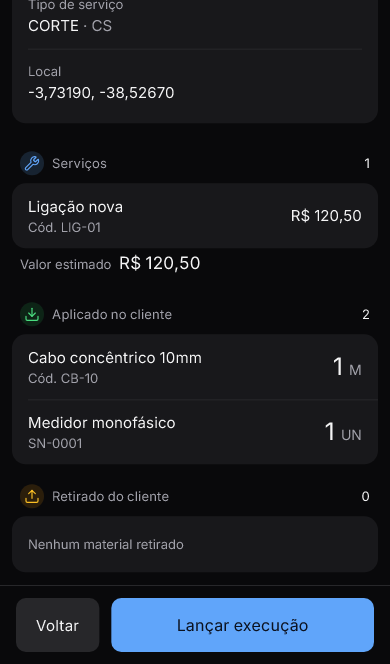 Tipo de serviço
CORTE · CS
Local
-3,73190, -38,52670
Serviços 1
Ligação nova R$ 120,50
Cód. LIG-01
Valor estimado R$ 120,50
Aplicado no cliente 2
Cabo concêntrico 10mm 1 M
Cód. CB-10
Medidor monofásico 1 UN
SN-0001
Retirado do cliente 0
Nenhum material retirado
Voltar Lançar execução